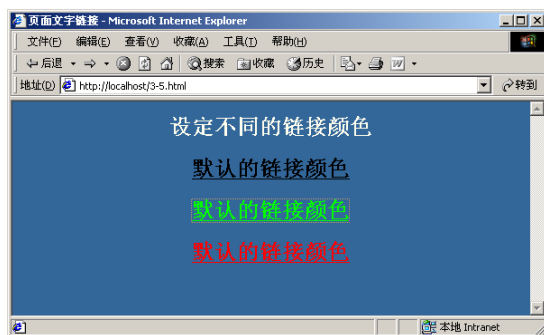 页面文字链接 - Microsoft Internet Explorer
文件(F) 编辑(E) 查看(V) 收藏(A) 工具(T) 帮助(H)
后退 搜索 收藏 历史
地址(D) http://localhost/3-5.html 转到
设定不同的链接颜色
默认的链接颜色
默认的链接颜色
默认的链接颜色
本地 Intranet